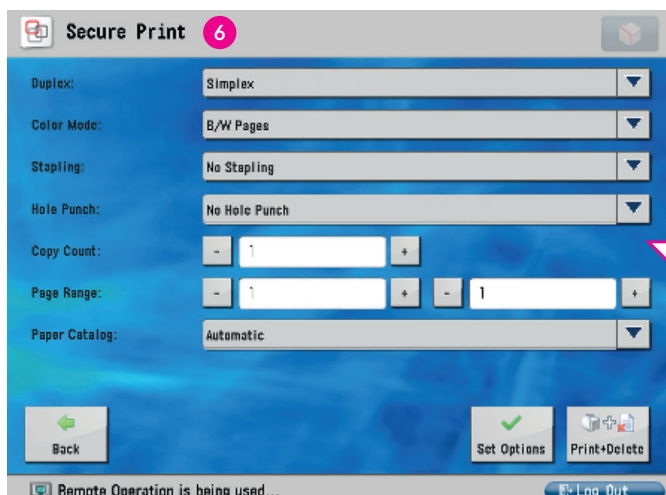 Secure Print 6
Duplex: Simplex
Color Mode: B/W Pages
Stapling: No Stapling
Hole Punch: No Hole Punch
Copy Count: - 1 +
Page Range: - 1 + - 1 +
Paper Catalog: Automatic
Back Set Options Print+Delete
Remote Operation is being used... Log Out